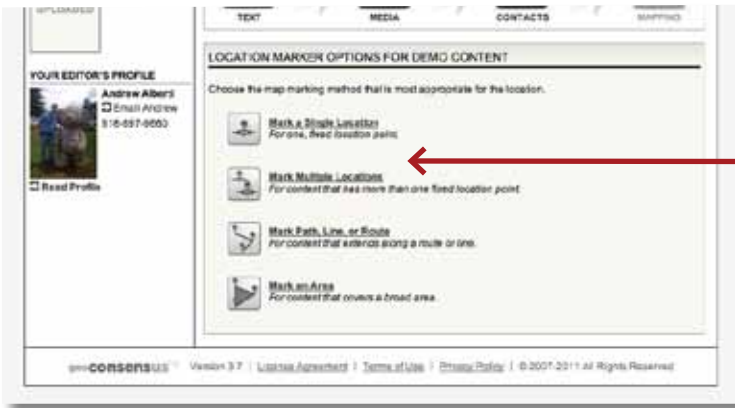 UPLOADED
TEXT MEDIA CONTACTS MAPPING
YOUR EDITOR'S PROFILE
Andrew Albert
Email Andrew
Read Profile
LOCATION MARKER OPTIONS FOR DEMO CONTENT
Choose the map marking method that is most appropriate for the location.
Mark a Single Location
For one, fixed location point.
Mark Multiple Locations
For content that has more than one fixed location point.
Mark Path, Line, or Route
For content that extends along a route or line.
Mark an Area
For content that covers a broad area.
geoconsensus™ Version 3.7 | License Agreement | Terms of Use | Privacy Policy | © 2007-2011 All Rights Reserved